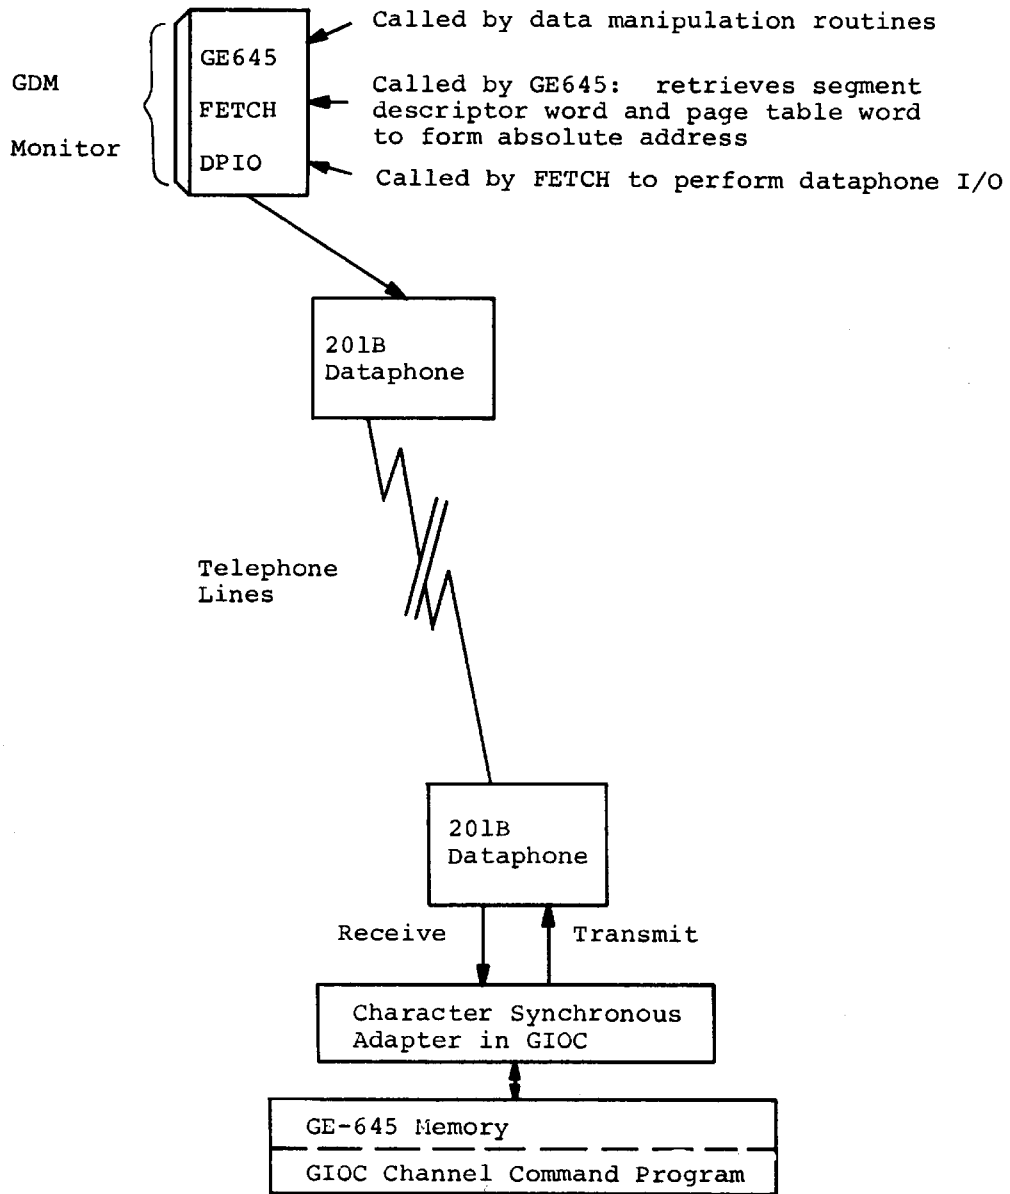 Called by data manipulation routines
GDM
Monitor
GE645
FETCH
DPIO
Called by GE645: retrieves segment
descriptor word and page table word
to form absolute address
Called by FETCH to perform dataphone I/O
201B
Dataphone
Telephone
Lines
201B
Dataphone
Receive
Transmit
Character Synchronous
Adapter in GIOC
GE-645 Memory
GIOC Channel Command Program